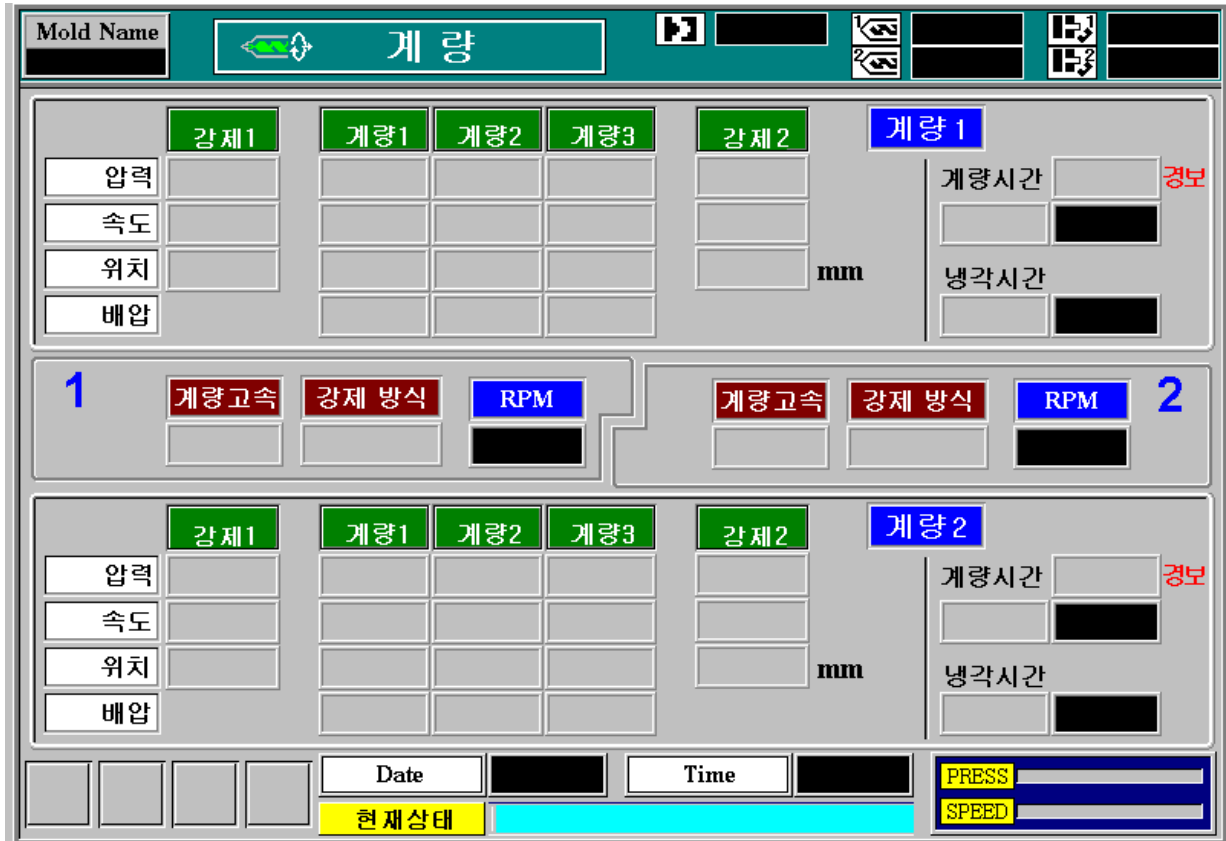 Mold Name
계 량
1
2
1
2
강제1 계량1 계량2 계량3 강제2 계량1
압력 계량시간 경보
속도
위치 mm 냉각시간
배압
1 계량고속 강제 방식 RPM
계량고속 강제 방식 RPM 2
강제1 계량1 계량2 계량3 강제2 계량2
압력 계량시간 경보
속도
위치 mm 냉각시간
배압
Date Time PRESS
현재상태 SPEED